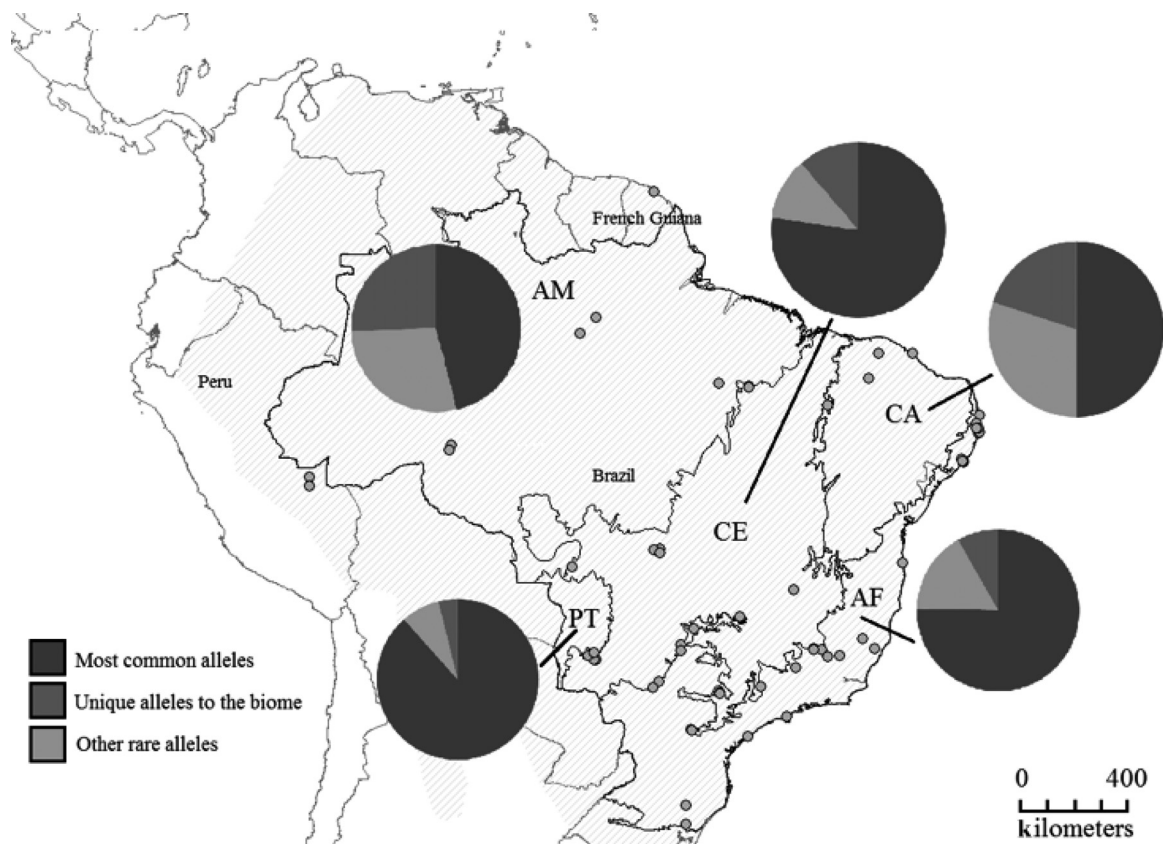 French Guiana
AM
Peru
CA
Brazil
CE
AF
PT
Most common alleles
Unique alleles to the biome
Other rare alleles
0 400
kilometers